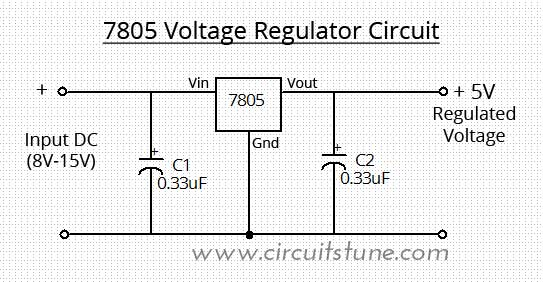 7805 Voltage Regulator Circuit
+
Vin
7805
Vout
+ 5V
Regulated
Voltage
Input DC
(8V-15V)
Gnd
+
C1
0.33uF
+
C2
0.33uF
www.circuitstune.com